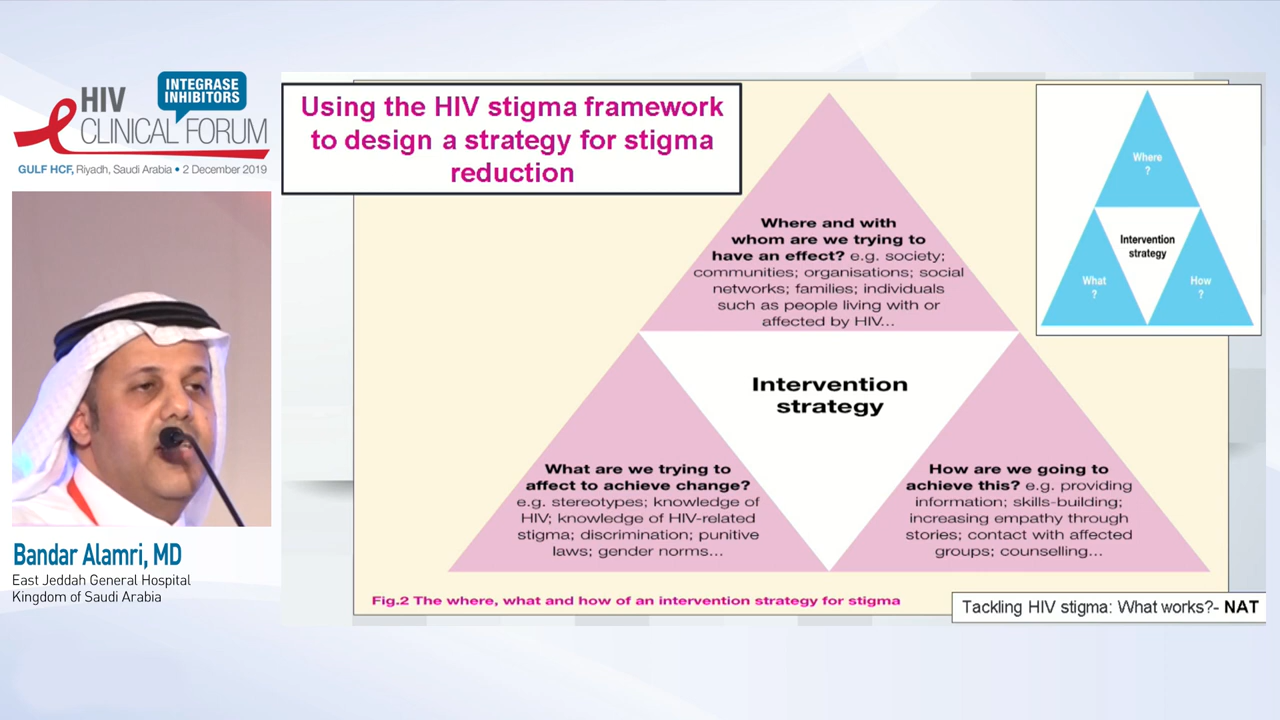 HIV
INTEGRASE
INHIBITORS
CLINICAL FORUM
GULF HCF, Riyadh, Saudi Arabia • 2 December 2019
Bandar Alamri, MD
East Jeddah General Hospital
Kingdom of Saudi Arabia
Using the HIV stigma framework
to design a strategy for stigma
reduction
Where and with
whom are we trying to
have an effect? e.g. society;
communities; organisations; social
networks; families; individuals
such as people living with or
affected by HIV...
Intervention
strategy
What are we trying to
affect to achieve change?
e.g. stereotypes; knowledge of
HIV; knowledge of HIV-related
stigma; discrimination; punitive
laws; gender norms...
How are we going to
achieve this? e.g. providing
information; skills-building;
increasing empathy through
stories; contact with affected
groups; counselling...
Fig.2 The where, what and how of an intervention strategy for stigma
Where
?
Intervention
strategy
What
?
How
?
Tackling HIV stigma: What works?- NAT